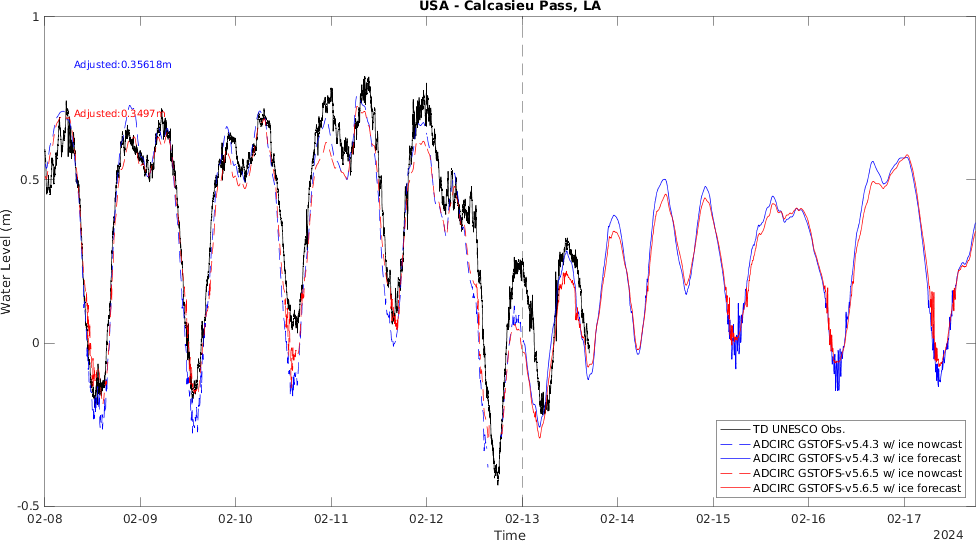 USA - Calcasieu Pass, LA
1
Adjusted:0.35618m
Adjusted:0.3497m
0.5
Water Level (m)
0
TD UNESCO Obs.
ADCIRC GSTOFS-v5.4.3 w/ ice nowcast
ADCIRC GSTOFS-v5.4.3 w/ ice forecast
ADCIRC GSTOFS-v5.6.5 w/ ice nowcast
ADCIRC GSTOFS-v5.6.5 w/ ice forecast
-0.5
02-08 02-09 02-10 02-11 02-12 02-13 02-14 02-15 02-16 02-17
Time
2024